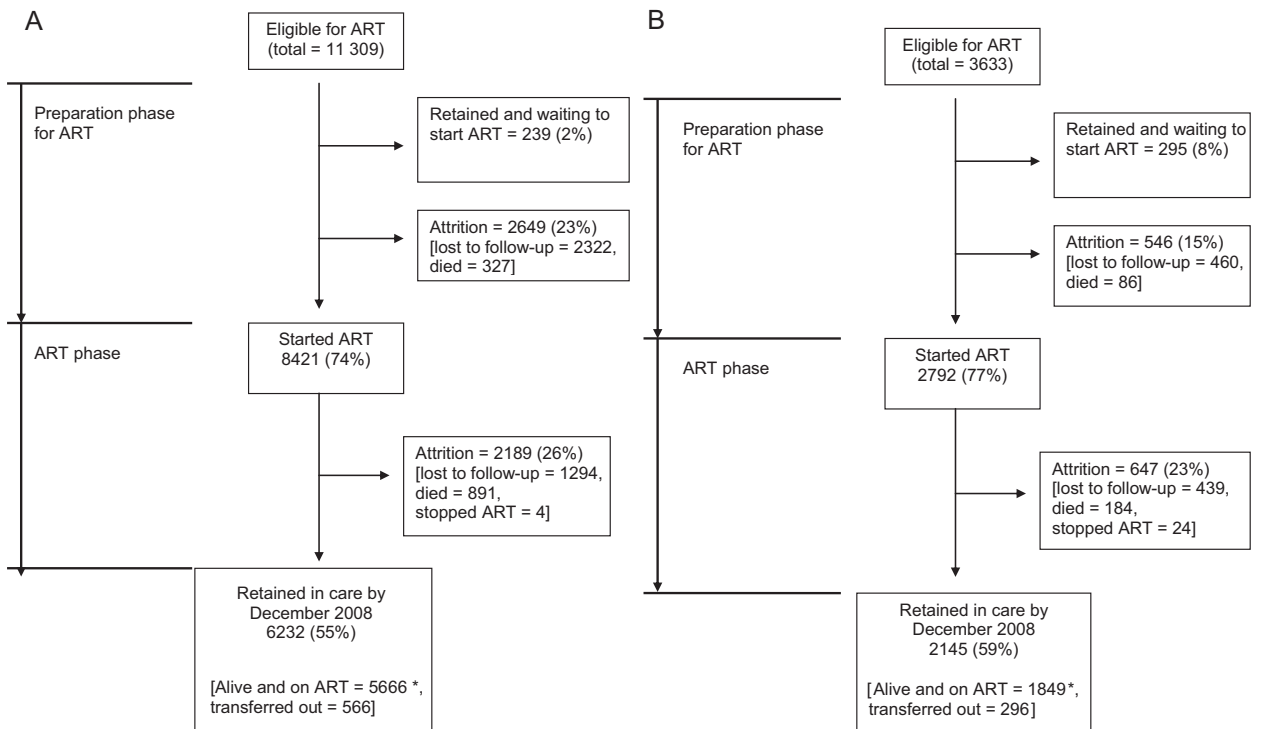 A
Eligible for ART
(total = 11 309)
Preparation phase
for ART
Retained and waiting to
start ART = 239 (2%)
Attrition = 2649 (23%)
[lost to follow-up = 2322,
died = 327]
Started ART
8421 (74%)
ART phase
Attrition = 2189 (26%)
[lost to follow-up = 1294,
died = 891,
stopped ART = 4]
Retained in care by
December 2008
6232 (55%)
[Alive and on ART = 5666 *,
transferred out = 566]
B
Eligible for ART
(total = 3633)
Preparation phase
for ART
Retained and waiting to
start ART = 295 (8%)
Attrition = 546 (15%)
[lost to follow-up = 460,
died = 86]
Started ART
2792 (77%)
ART phase
Attrition = 647 (23%)
[lost to follow-up = 439,
died = 184,
stopped ART = 24]
Retained in care by
December 2008
2145 (59%)
[Alive and on ART = 1849*,
transferred out = 296]